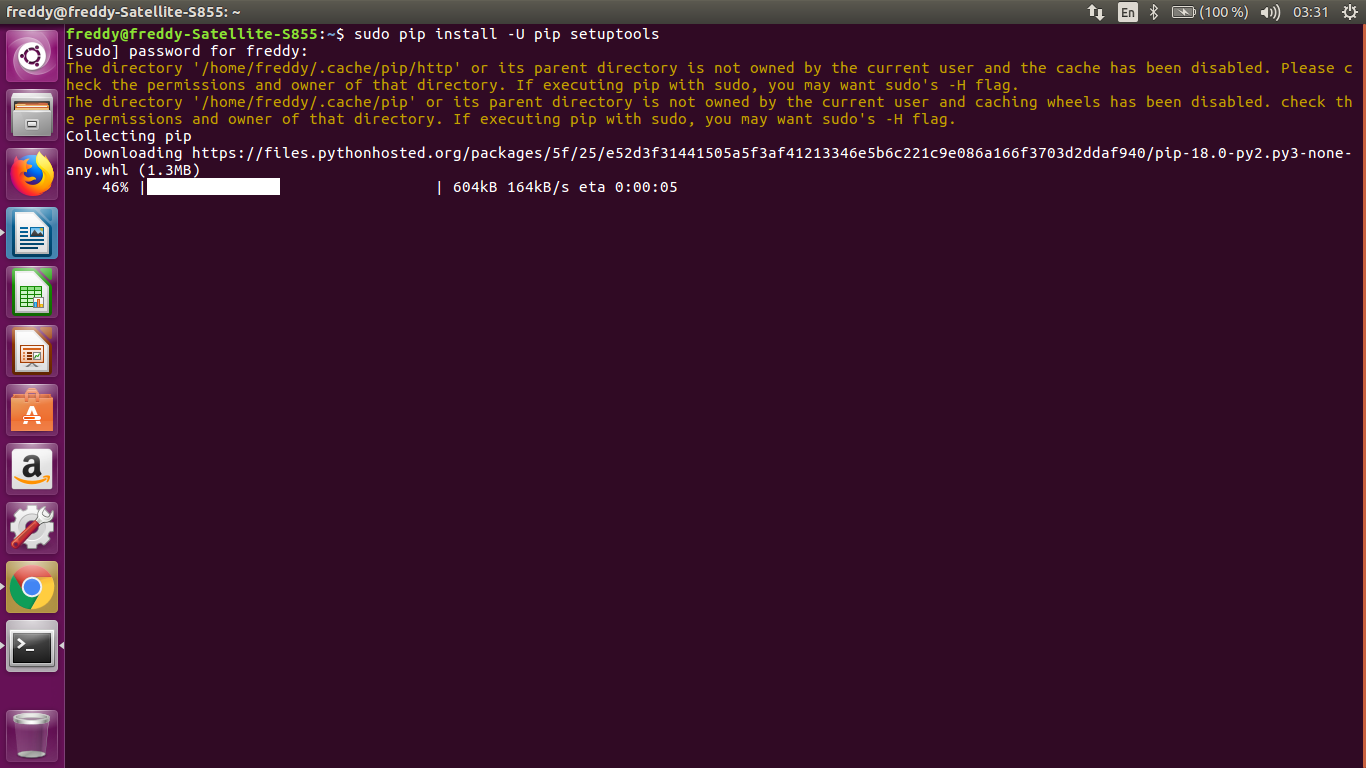 freddy@freddy-Satellite-S855: ~
En
(100 %)
03:31
freddy@freddy-Satellite-S855:~$ sudo pip install -U pip setuptools
[sudo] password for freddy:
The directory '/home/freddy/.cache/pip/http' or its parent directory is not owned by the current user and the cache has been disabled. Please c
heck the permissions and owner of that directory. If executing pip with sudo, you may want sudo's -H flag.
The directory '/home/freddy/.cache/pip' or its parent directory is not owned by the current user and caching wheels has been disabled. check th
e permissions and owner of that directory. If executing pip with sudo, you may want sudo's -H flag.
Collecting pip
  Downloading https://files.pythonhosted.org/packages/5f/25/e52d3f31441505a5f3af41213346e5b6c221c9e086a166f3703d2ddaf940/pip-18.0-py2.py3-none-
any.whl (1.3MB)
    46% |                                | 604kB 164kB/s eta 0:00:05